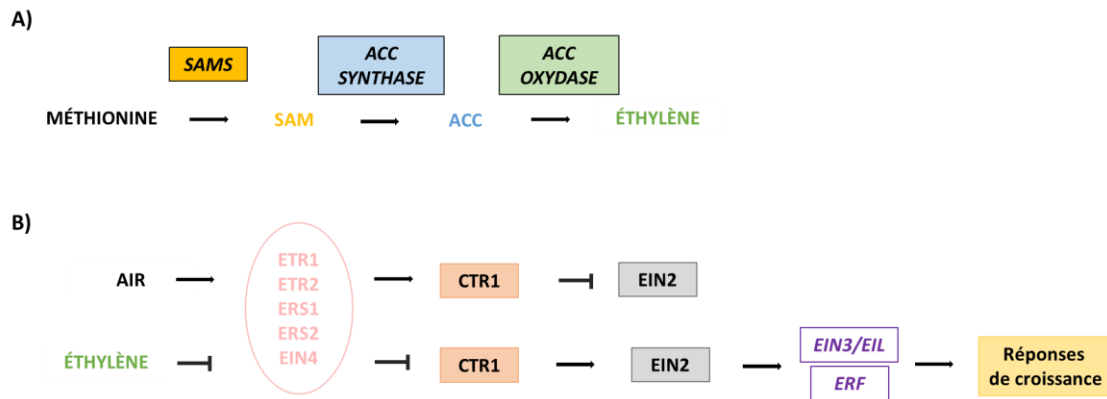 A)
SAMS
ACC
SYNTHASE
ACC
OXYDASE
MÉTHIONINE
SAM
ACC
ÉTHYLÈNE
B)
AIR
ETR1
ETR2
ERS1
ERS2
EIN4
CTR1
EIN2
ÉTHYLÈNE
CTR1
EIN2
EIN3/EIL
ERF
Réponses
de croissance